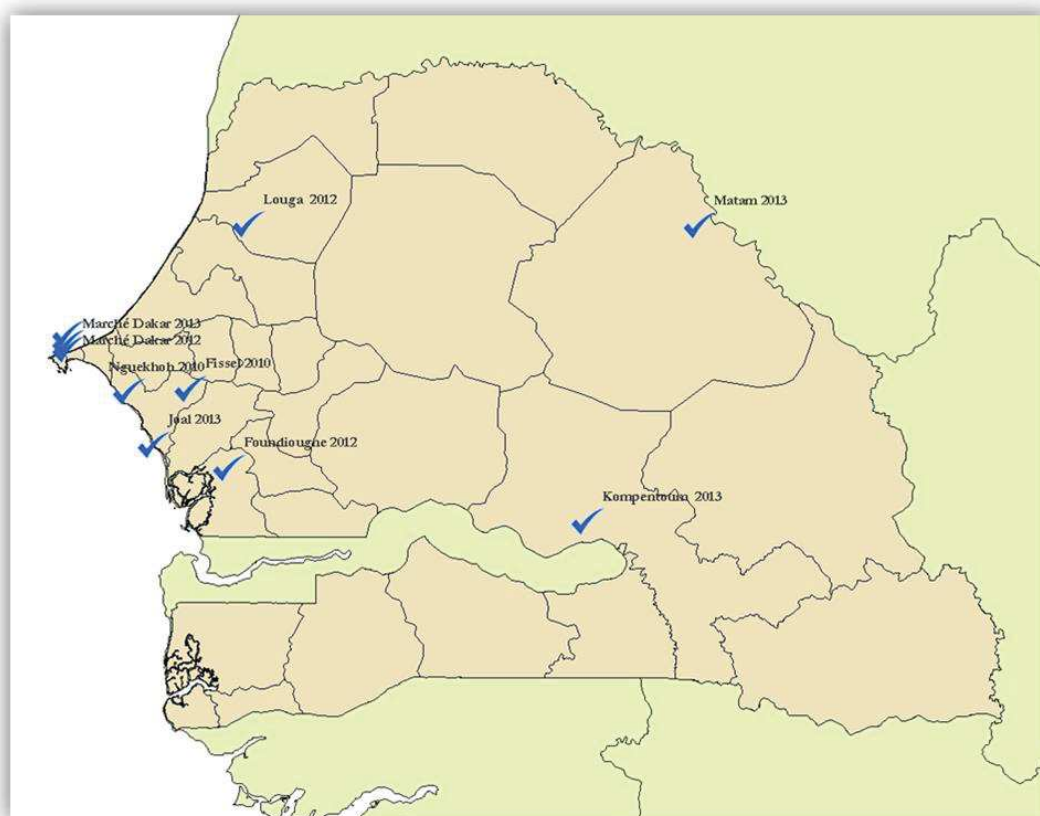 Louga 2012
Matam 2013
Marché Dakar 2013
Marché Dakar 2012
Nguekhoh 2010
Fissel 2010
Joal 2013
Foundiougne 2012
Kompentoum 2013